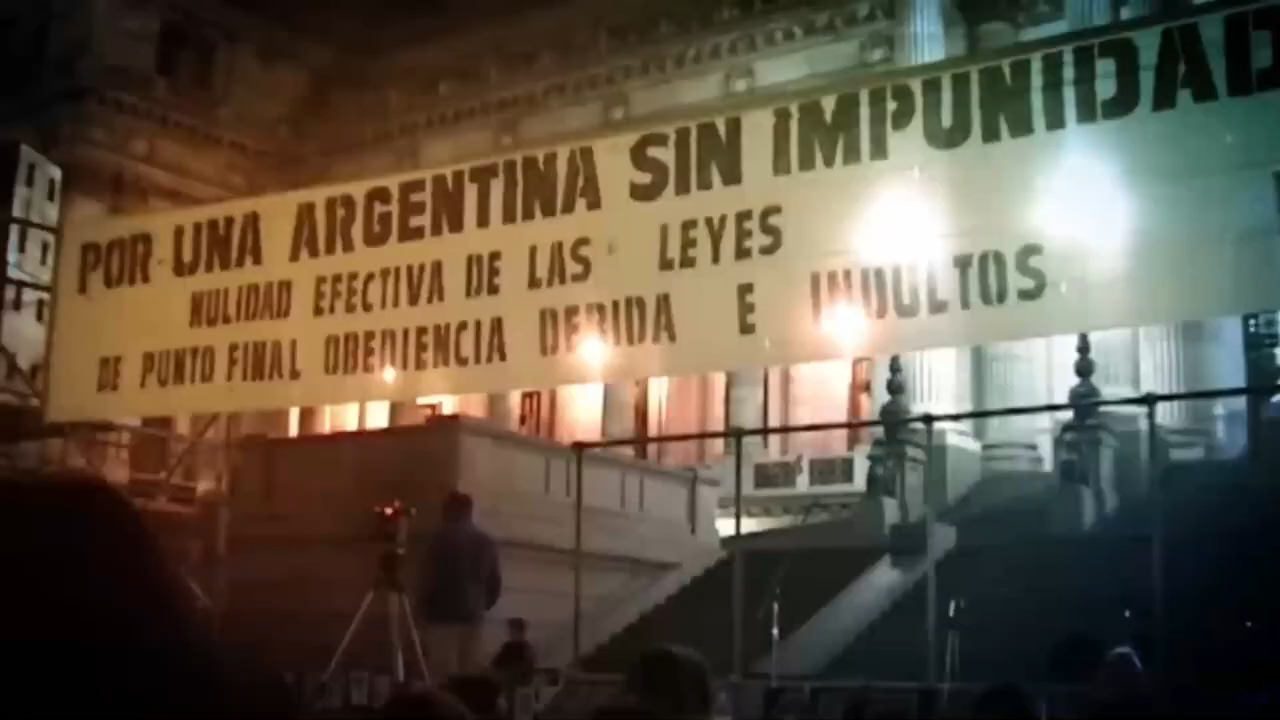 POR UNA ARGENTINA SIN IMPUNIDAD
NULIDAD EFECTIVA DE LAS LEYES
DE PUNTO FINAL OBEDIENCIA DEBIDA E INDULTOS